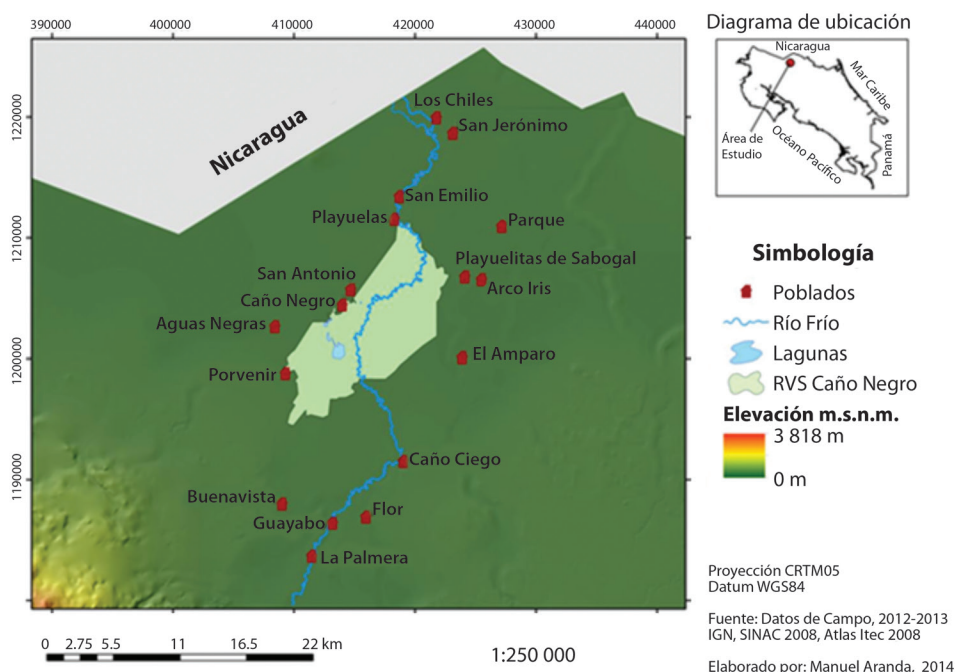 390000 400000 410000 420000 430000 440000
1220000
1210000
1200000
1190000
Nicaragua
Los Chiles
San Jerónimo
San Emilio
Playuelas
Parque
Playuelitas de Sabogal
San Antonio
Arco Iris
Caño Negro
Aguas Negras
El Amparo
Porvenir
Caño Ciego
Buenavista
Flor
Guayabo
La Palmera
0 2.75 5.5 11 16.5 22 km
1:250 000
Diagrama de ubicación
Nicaragua
Mar Caribe
Área de
Estudio
Océano Pacífico
Panamá
Simbología
Poblados
Río Frío
Lagunas
RVS Caño Negro
Elevación m.s.n.m.
3 818 m
0 m
Proyección CRTM05
Datum WGS84
Fuente: Datos de Campo, 2012-2013
IGN, SINAC 2008, Atlas Itec 2008
Elaborado por: Manuel Aranda, 2014